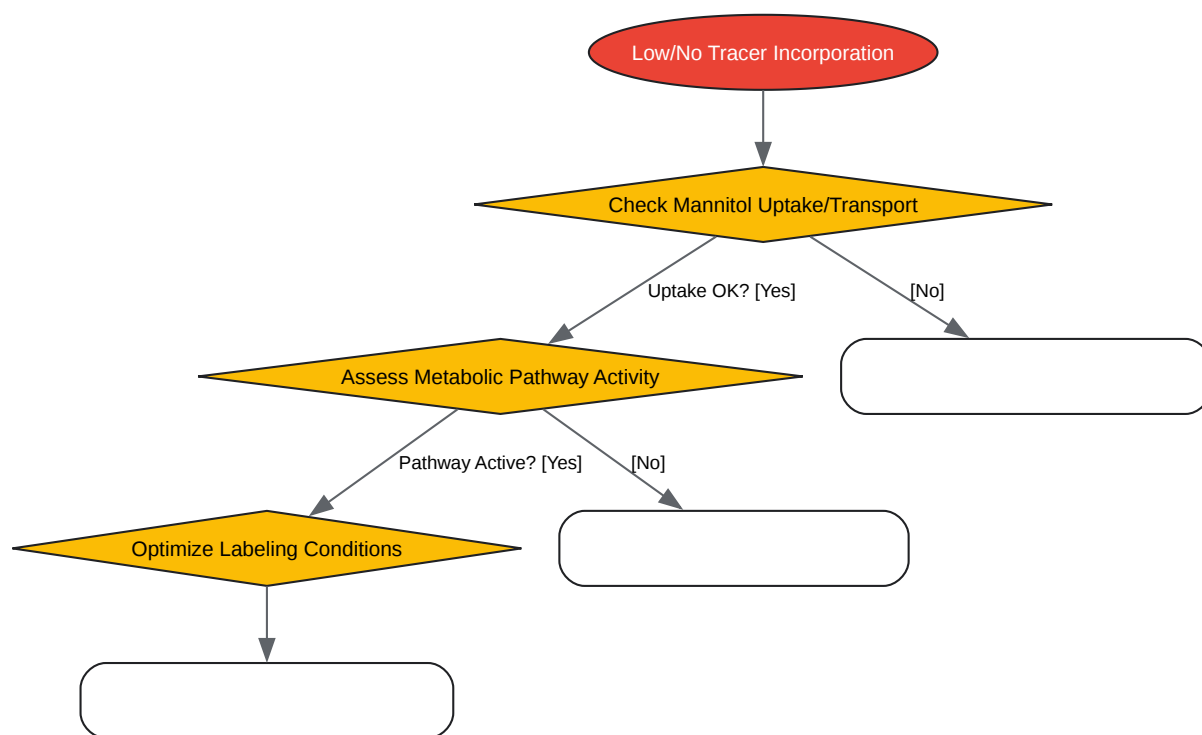 Low/No Tracer Incorporation
Check Mannitol Uptake/Transport
Uptake OK? [Yes]
[No]
Assess Metabolic Pathway Activity
Pathway Active? [Yes]
[No]
Optimize Labeling Conditions